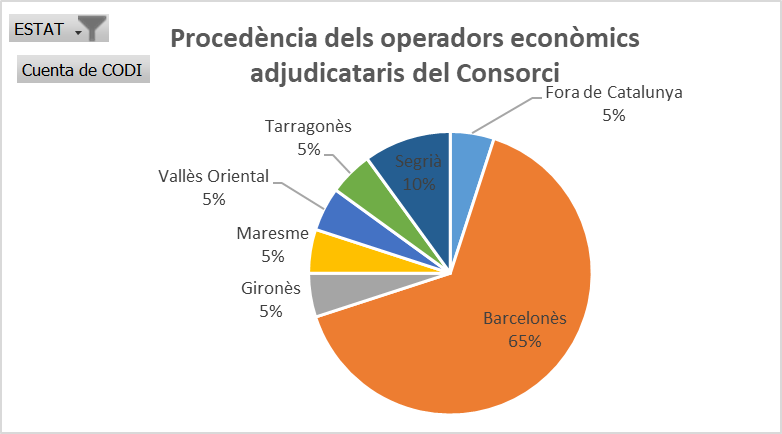 ESTAT
Cuenta de CODI
Procedència dels operadors econòmics
adjudicataris del Consorci
Fora de Catalunya
5%
Tarragonès
5%
Segrià
10%
Vallès Oriental
5%
Maresme
5%
Gironès
5%
Barcelonès
65%